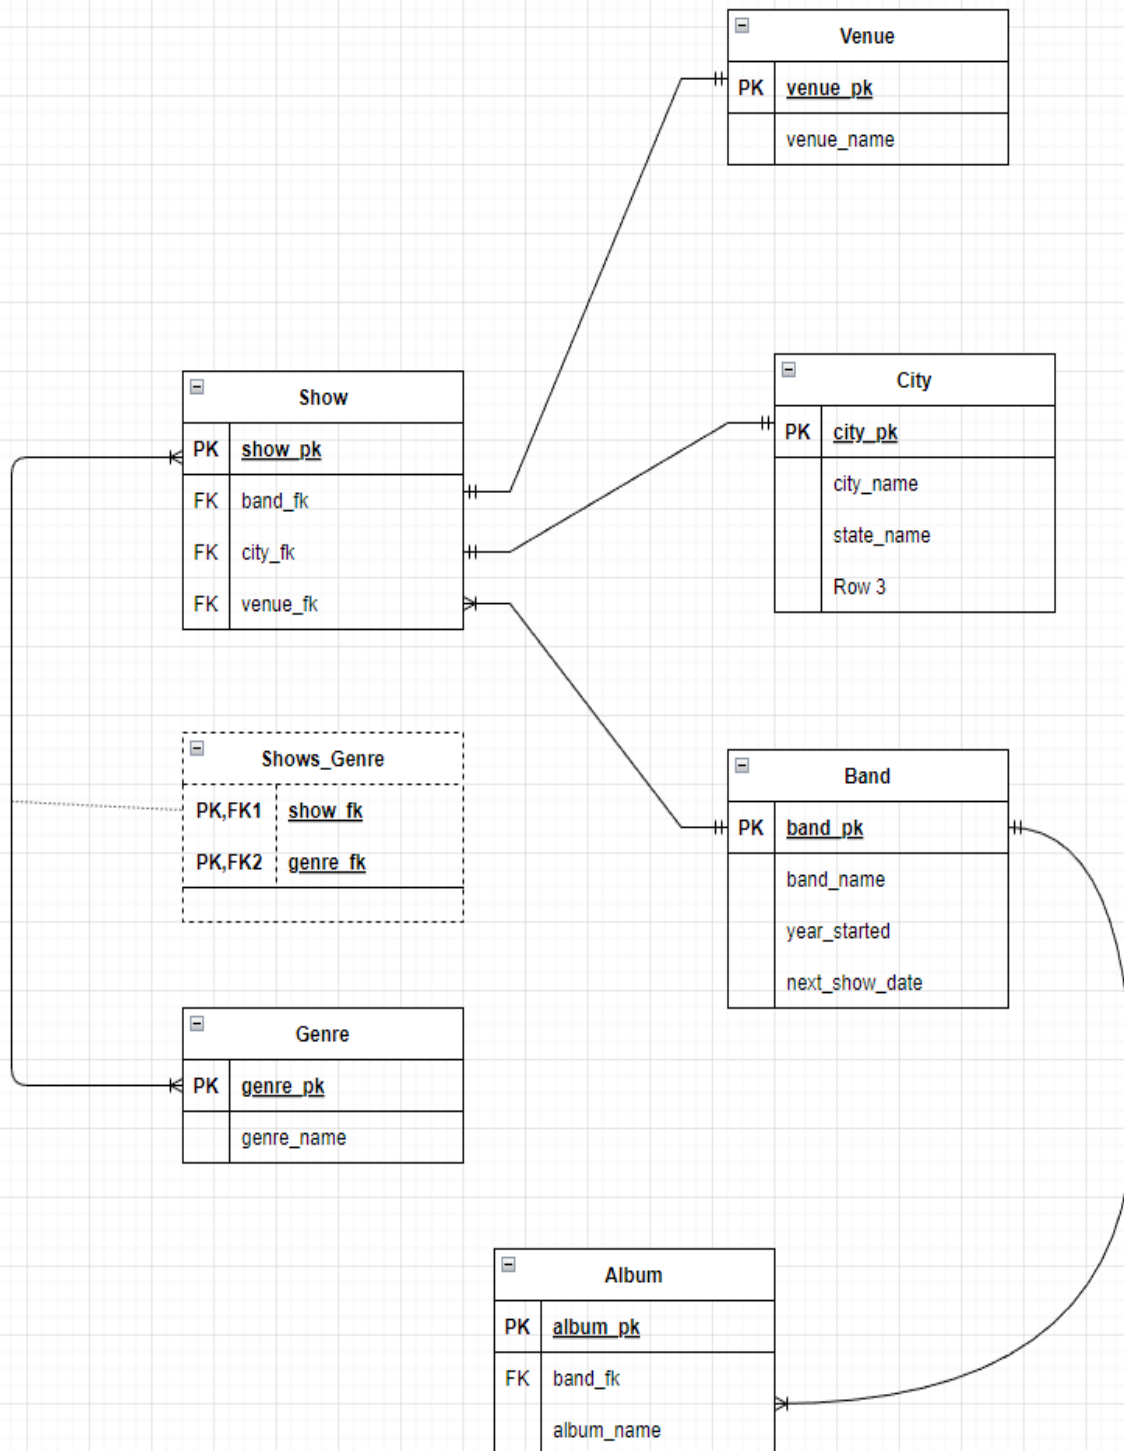 Venue
PK venue_pk
venue_name
City
PK city_pk
city_name
state_name
Row 3
Show
PK show_pk
FK band_fk
FK city_fk
FK venue_fk
Shows_Genre
PK,FK1 show_fk
PK,FK2 genre_fk
Band
PK band_pk
band_name
year_started
next_show_date
Genre
PK genre_pk
genre_name
Album
PK album_pk
FK band_fk
album_name